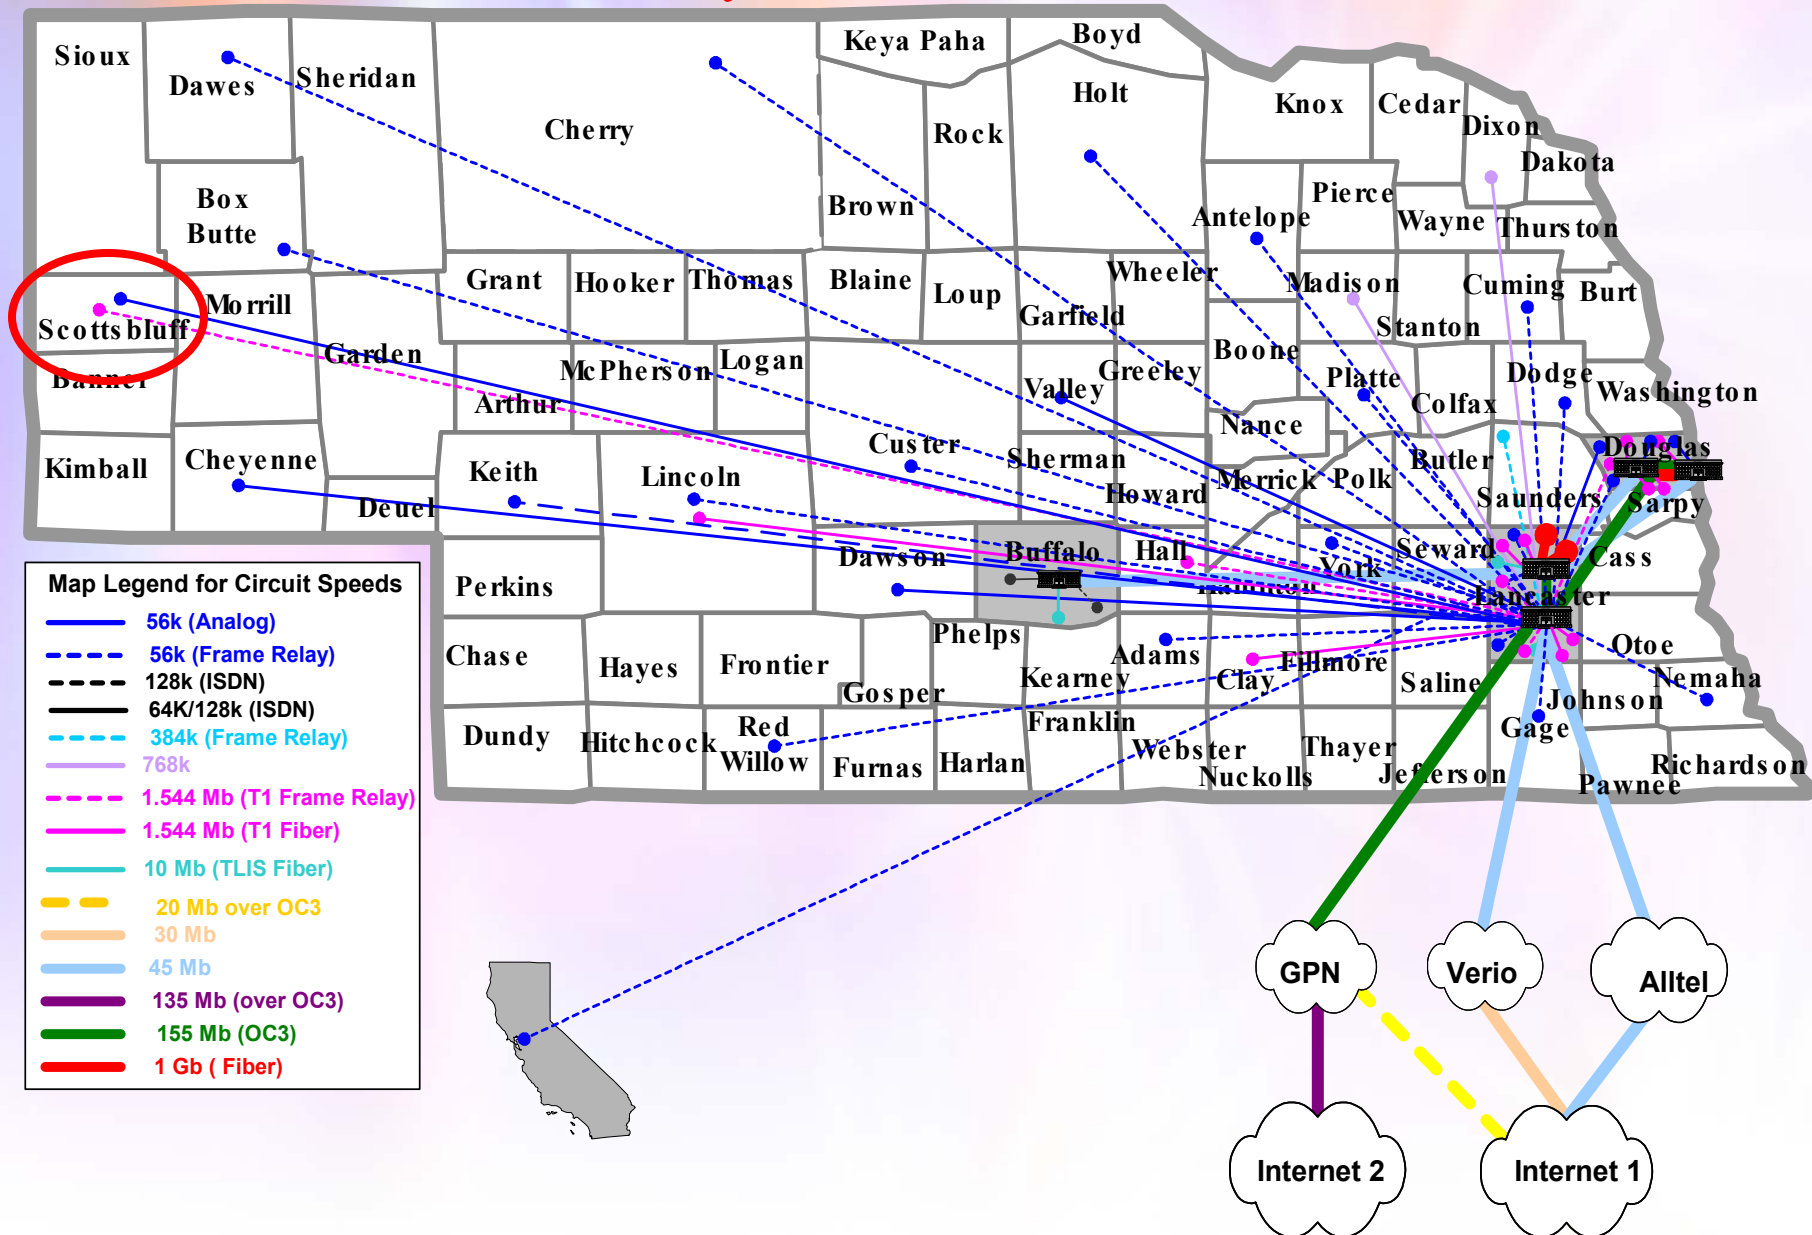 Sioux
Dawes
Sheridan
Cherry
Keya Paha
Boyd
Holt
Knox
Cedar
Dixon
Dakota
Rock
Brown
Box
Butte
Antelope
Pierce
Wayne
Thurston
Scottsbluff
Morrill
Grant
Hooker
Thomas
Blaine
Loup
Garfield
Wheeler
Madison
Stanton
Cuming
Burt
Banner
Garden
Arthur
McPherson
Logan
Valley
Greeley
Boone
Platte
Colfax
Dodge
Washington
Nance
Kimball
Cheyenne
Keith
Lincoln
Custer
Sherman
Howard
Merrick
Polk
Butler
Saunders
Douglas
Sarpy
Deuel
Perkins
Dawson
Buffalo
Hall
Hamilton
York
Seward
Lancaster
Cass
Chase
Hayes
Frontier
Gosper
Phelps
Kearney
Adams
Clay
Fillmore
Saline
Otoe
Johnson
Nemaha
Gage
Dundy
Hitchcock
Red
Willow
Furnas
Harlan
Franklin
Webster
Nuckolls
Thayer
Jefferson
Pawnee
Richardson
Map Legend for Circuit Speeds
56k (Analog)
56k (Frame Relay)
128k (ISDN)
64K/128k (ISDN)
384k (Frame Relay)
768k
1.544 Mb (T1 Frame Relay)
1.544 Mb (T1 Fiber)
10 Mb (TLIS Fiber)
20 Mb over OC3
30 Mb
45 Mb
135 Mb (over OC3)
155 Mb (OC3)
1 Gb ( Fiber)
GPN
Verio
Alltel
Internet 2
Internet 1